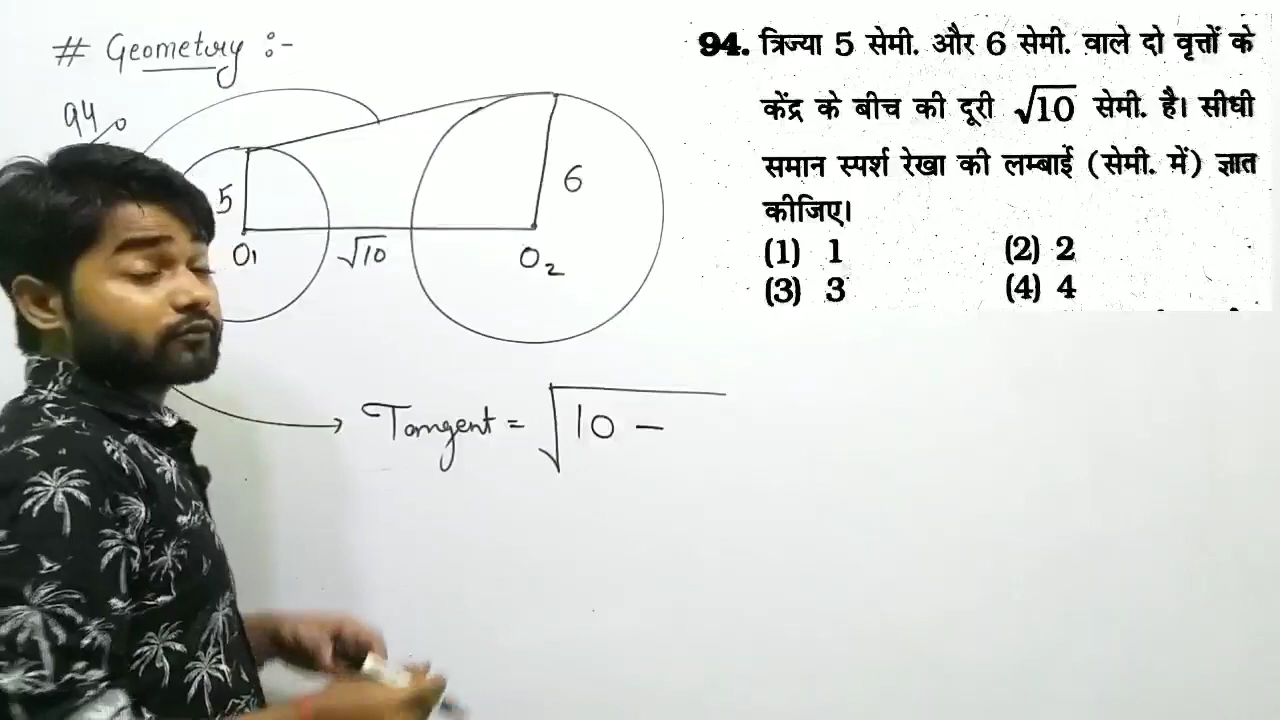 # Geometry :-
94
5
6
O₁
√10
O₂
Tangent = √10 -
94. त्रिज्या 5 सेमी. और 6 सेमी. वाले दो वृत्तों के
केंद्र के बीच की दूरी √10 सेमी. है। सीधी
समान स्पर्श रेखा की लम्बाई (सेमी. में) ज्ञात
कीजिए।
(1) 1 (2) 2
(3) 3 (4) 4